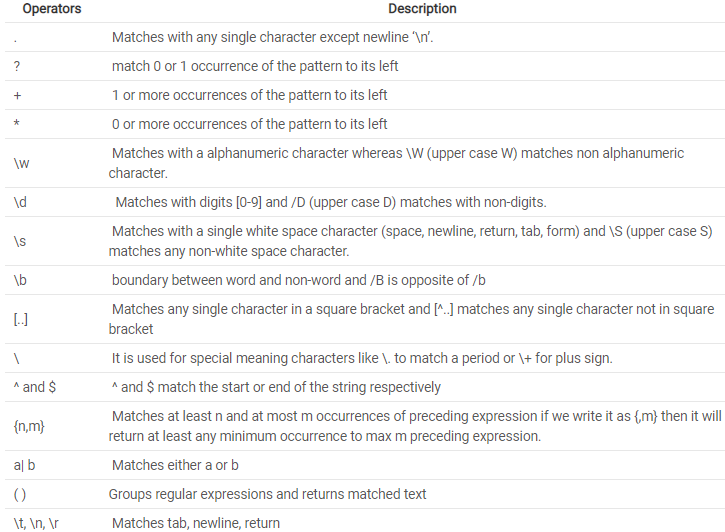 Operators Description
. Matches with any single character except newline ‘\n’.
? match 0 or 1 occurrence of the pattern to its left
+ 1 or more occurrences of the pattern to its left
* 0 or more occurrences of the pattern to its left
\w Matches with a alphanumeric character whereas \W (upper case W) matches non alphanumeric
character.
\d Matches with digits [0-9] and /D (upper case D) matches with non-digits.
\s Matches with a single white space character (space, newline, return, tab, form) and \S (upper case S)
matches any non-white space character.
\b boundary between word and non-word and /B is opposite of /b
[..] Matches any single character in a square bracket and [^..] matches any single character not in square
bracket
\ It is used for special meaning characters like \. to match a period or \+ for plus sign.
^ and $ ^ and $ match the start or end of the string respectively
{n,m} Matches at least n and at most m occurrences of preceding expression if we write it as {,m} then it will
return at least any minimum occurrence to max m preceding expression.
a| b Matches either a or b
( ) Groups regular expressions and returns matched text
\t, \n, \r Matches tab, newline, return